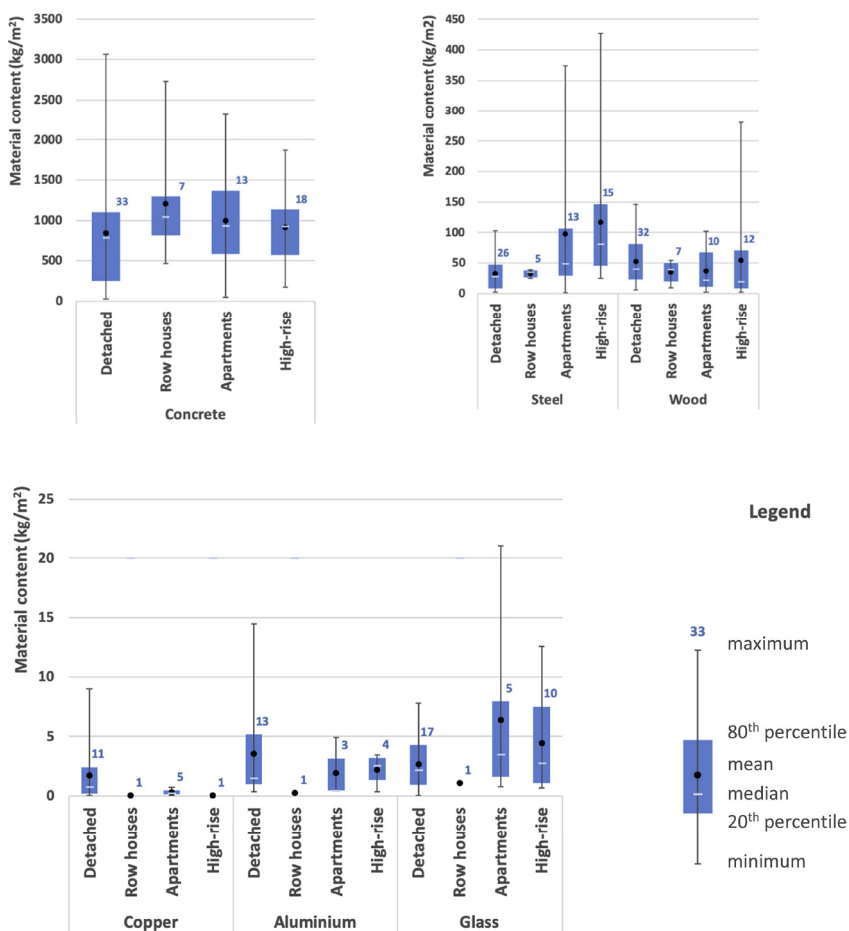 Material content (kg/m²)
3500
3000
2500
2000
1500
1000
500
0
33
7
13
18
Detached
Row houses
Apartments
High-rise
Concrete
Material content (kg/m2)
450
400
350
300
250
200
150
100
50
0
26
5
13
15
32
7
10
12
Detached
Row houses
Apartments
High-rise
Detached
Row houses
Apartments
High-rise
Steel
Wood
Material content (kg/m²)
25
20
15
10
5
0
11
1
5
1
13
1
3
4
17
1
5
10
Detached
Row houses
Apartments
High-rise
Detached
Row houses
Apartments
High-rise
Detached
Row houses
Apartments
High-rise
Copper
Aluminium
Glass
Legend
33
maximum
80th percentile
mean
median
20th percentile
minimum